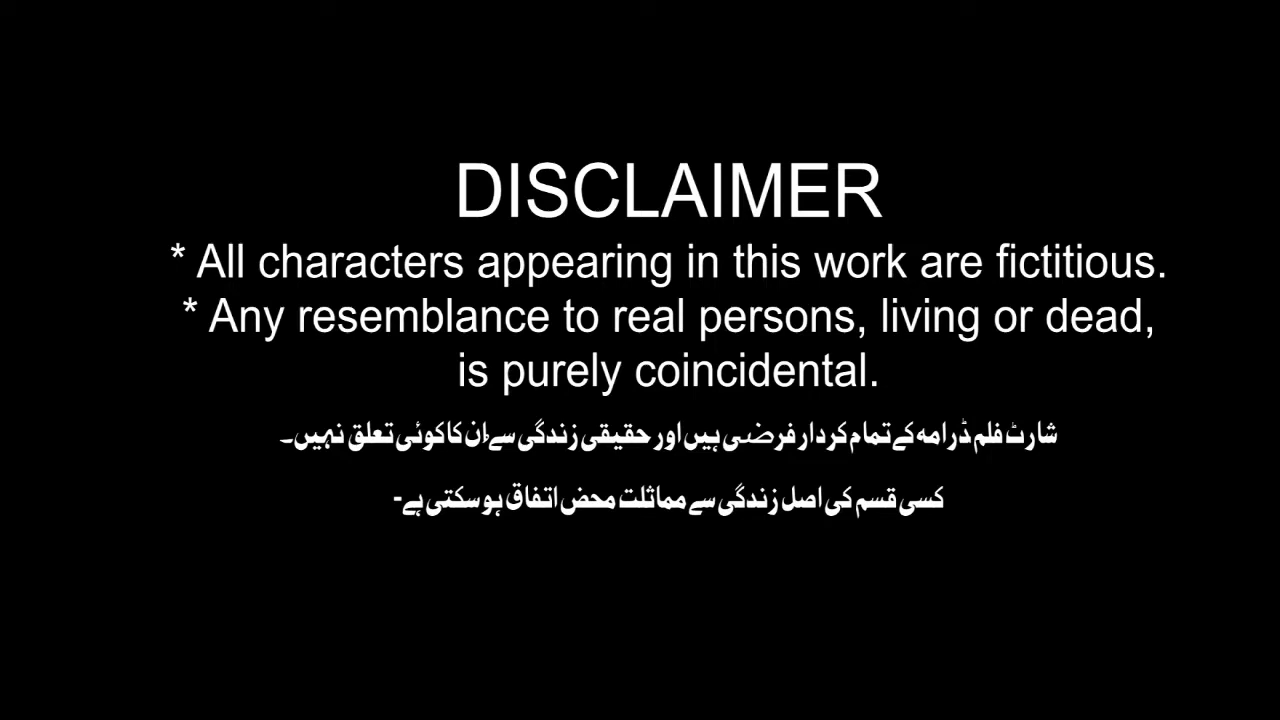 DISCLAIMER
* All characters appearing in this work are fictitious.
* Any resemblance to real persons, living or dead,
is purely coincidental.
شارٹ فلم ڈرامہ کے تمام کردار فرضی ہیں اور حقیقی زندگی سے ان کا کوئی تعلق نہیں۔
کسی قسم کی اصل زندگی سے مماثلت محض اتفاق ہو سکتی ہے-